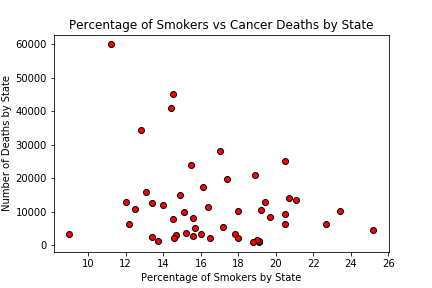 Percentage of Smokers vs Cancer Deaths by State
Number of Deaths by State
60000
50000
40000
30000
20000
10000
0
10 12 14 16 18 20 22 24 26
Percentage of Smokers by State